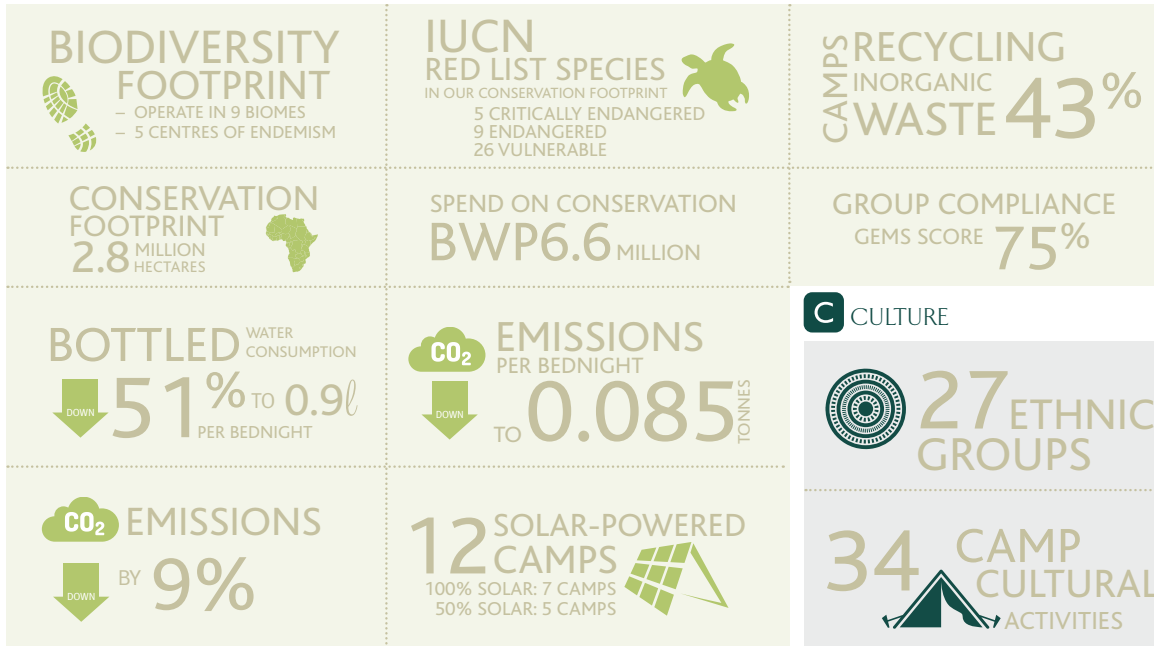 BIODIVERSITY
FOOTPRINT
– OPERATE IN 9 BIOMES
– 5 CENTRES OF ENDEMISM
IUCN
RED LIST SPECIES
IN OUR CONSERVATION FOOTPRINT
5 CRITICALLY ENDANGERED
9 ENDANGERED
26 VULNERABLE
CAMPS
RECYCLING
INORGANIC
WASTE 43%
CONSERVATION
FOOTPRINT
2.8 MILLION
HECTARES
SPEND ON CONSERVATION
BWP6.6 MILLION
GROUP COMPLIANCE
GEMS SCORE 75%
BOTTLED WATER
CONSUMPTION
DOWN 51% TO 0.9ℓ
PER BEDNIGHT
CO2 EMISSIONS
PER BEDNIGHT
DOWN TO 0.085 TONNES
C CULTURE
27 ETHNIC
GROUPS
CO2 EMISSIONS
DOWN BY 9%
12 SOLAR-POWERED
CAMPS
100% SOLAR: 7 CAMPS
50% SOLAR: 5 CAMPS
34 CAMP
CULTURAL
ACTIVITIES